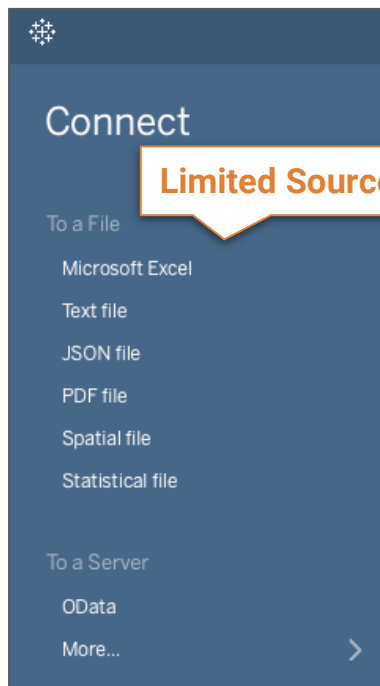 Connect
Limited Source
To a File
Microsoft Excel
Text file
JSON file
PDF file
Spatial file
Statistical file
To a Server
OData
More...